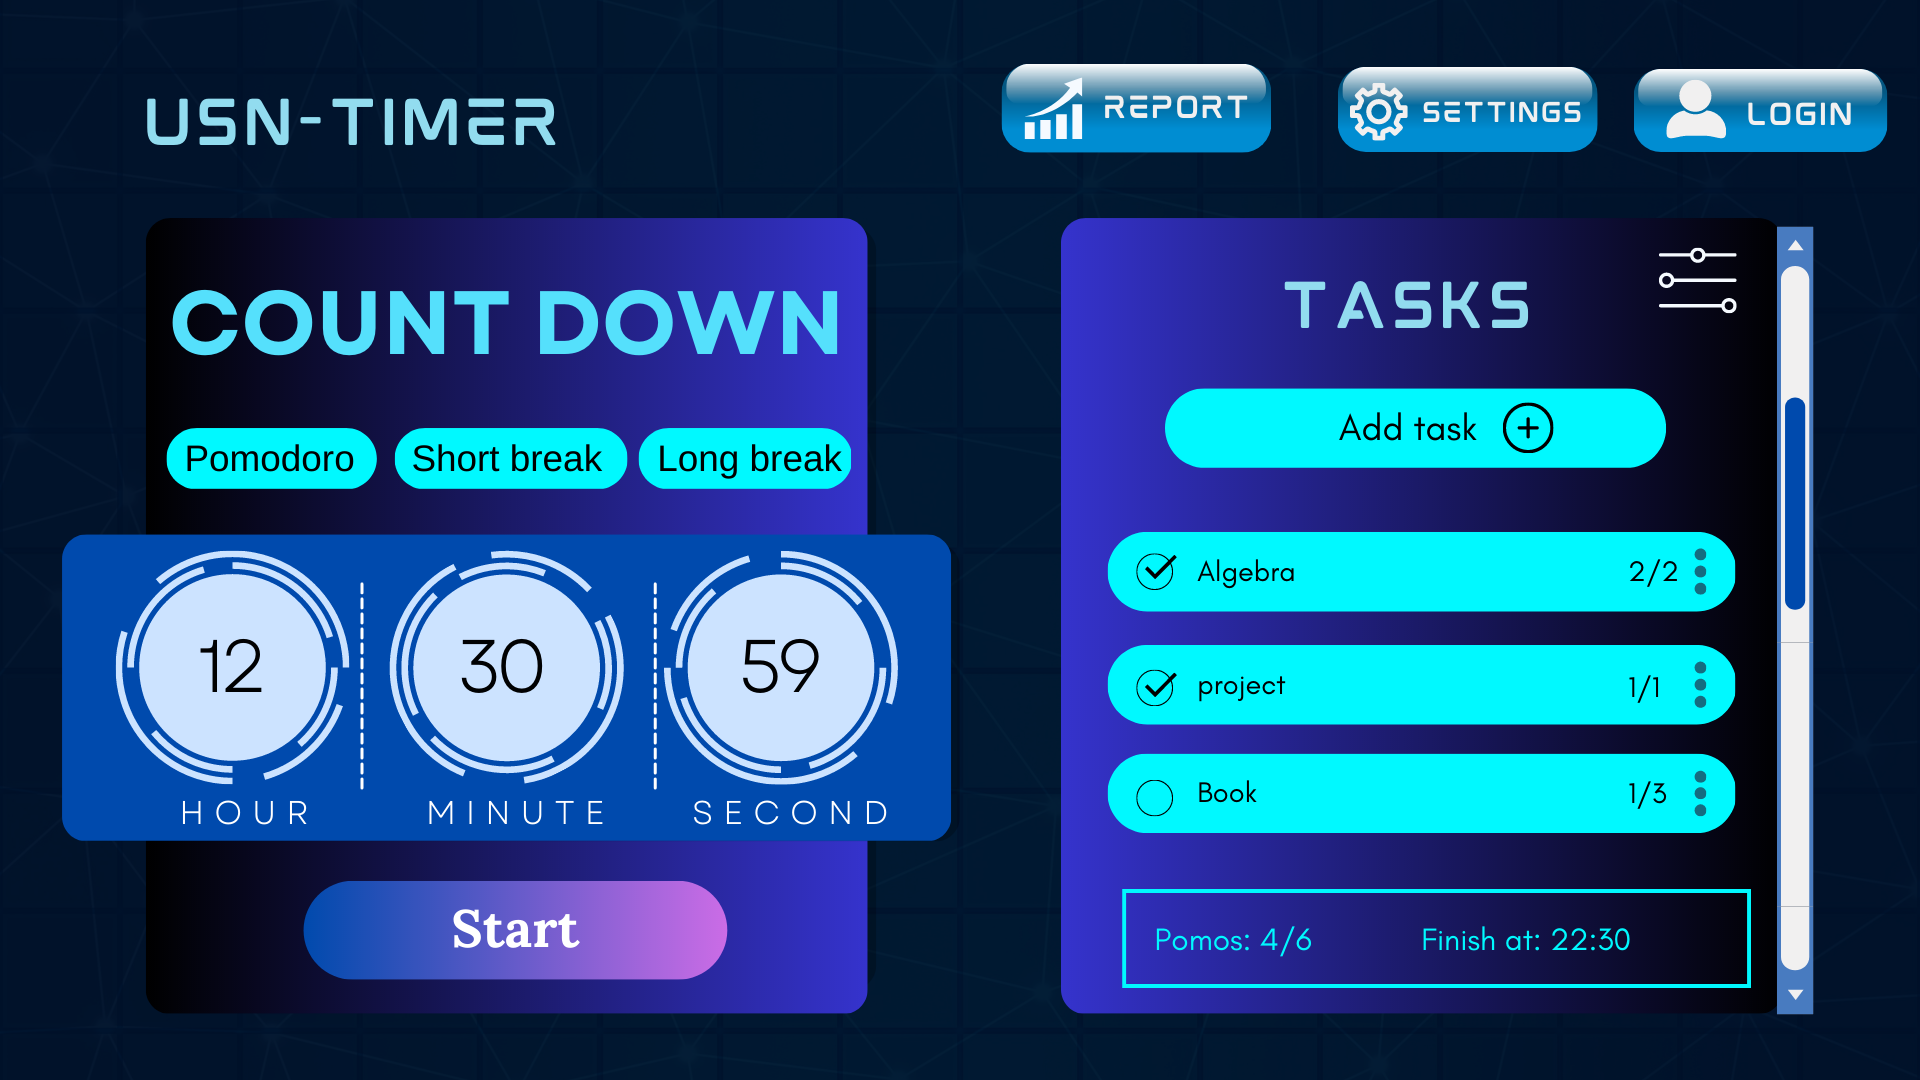 USN-TIMER
REPORT
SETTINGS
LOGIN
COUNT DOWN
Pomodoro
Short break
Long break
12
30
59
HOUR
MINUTE
SECOND
Start
TASKS
Add task
Algebra 2/2
project 1/1
Book 1/3
Pomos: 4/6 Finish at: 22:30